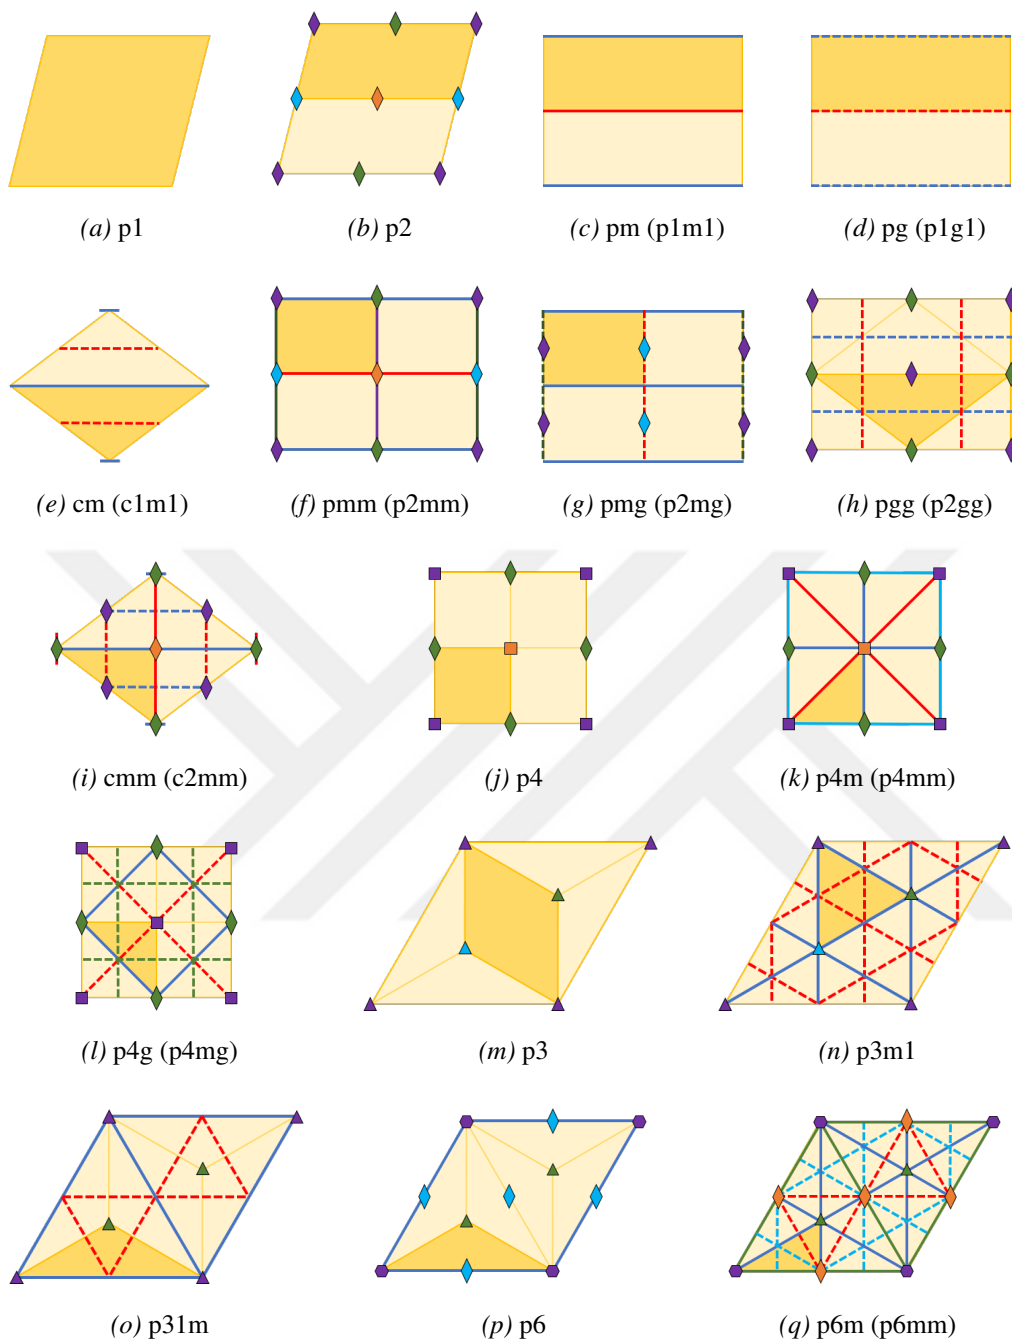 (a) p1
(b) p2
(c) pm (p1m1)
(d) pg (p1g1)
(e) cm (c1m1)
(f) pmm (p2mm)
(g) pmg (p2mg)
(h) pgg (p2gg)
(i) cmm (c2mm)
(j) p4
(k) p4m (p4mm)
(l) p4g (p4mg)
(m) p3
(n) p3m1
(o) p31m
(p) p6
(q) p6m (p6mm)